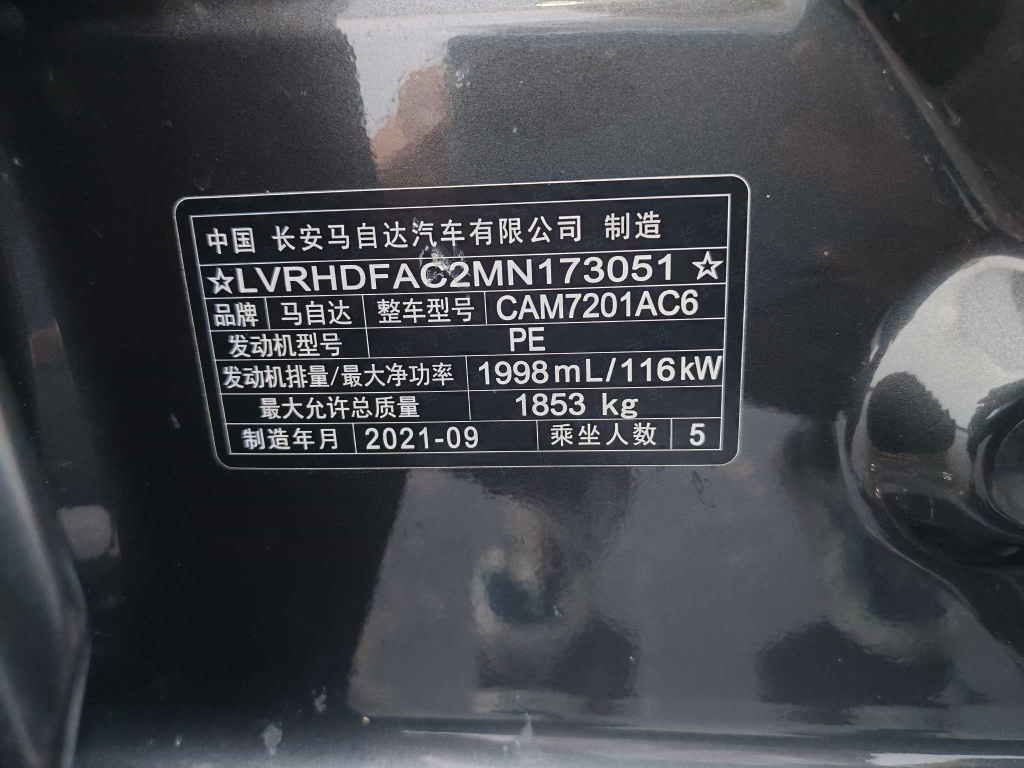 中国 长安马自达汽车有限公司 制造
☆LVRHDFAC2MN173051☆
品牌 马自达 整车型号 CAM7201AC6
发动机型号 PE
发动机排量/最大净功率 1998mL/116kW
最大允许总质量 1853 kg
制造年月 2021-09 乘坐人数 5